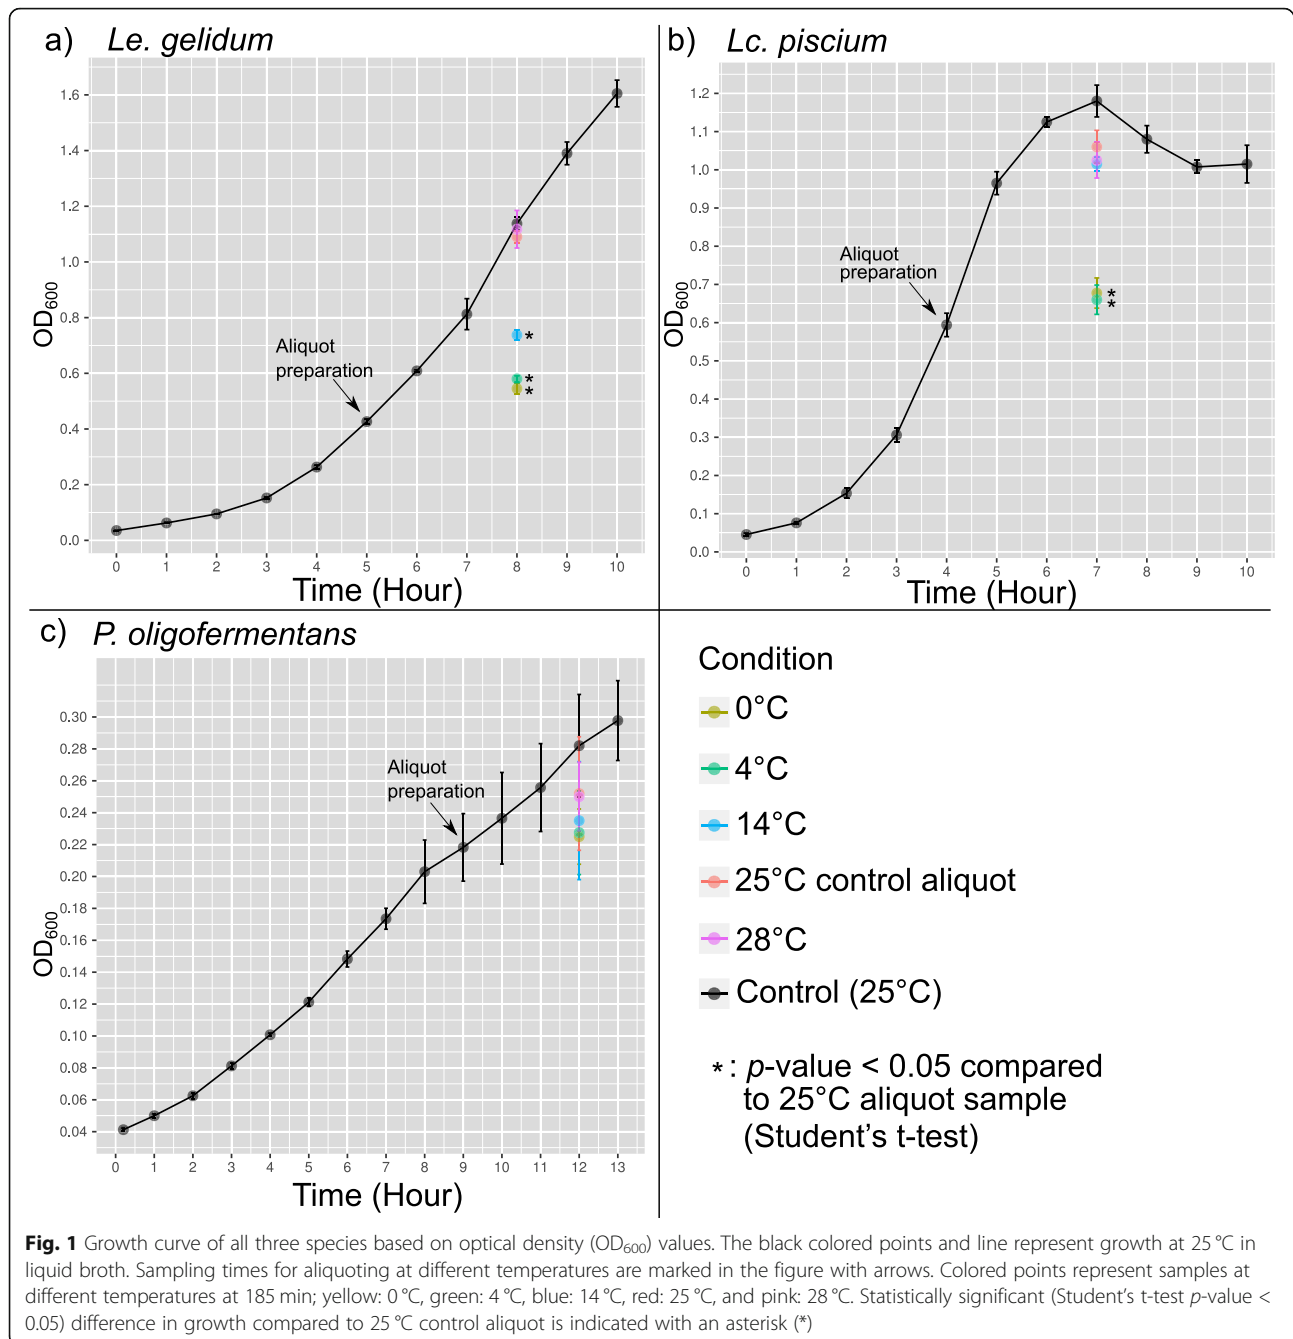 a) Le. gelidum
1.6
1.4
1.2
1.0
0.8
0.6
0.4
0.2
0.0
OD600
Aliquot
preparation
*
*
*
0 1 2 3 4 5 6 7 8 9 10
Time (Hour)
b) Lc. piscium
1.2
1.1
1.0
0.9
0.8
0.7
0.6
0.5
0.4
0.3
0.2
0.1
0.0
OD600
Aliquot
preparation
*
*
0 1 2 3 4 5 6 7 8 9 10
Time (Hour)
c) P. oligofermentans
0.30
0.28
0.26
0.24
0.22
0.20
0.18
0.16
0.14
0.12
0.10
0.08
0.06
0.04
OD600
Aliquot
preparation
0 1 2 3 4 5 6 7 8 9 10 11 12 13
Time (Hour)
Condition
0°C
4°C
14°C
25°C control aliquot
28°C
Control (25°C)
* : p-value < 0.05 compared
to 25°C aliquot sample
(Student's t-test)
Fig. 1 Growth curve of all three species based on optical density (OD600) values. The black colored points and line represent growth at 25 °C in
liquid broth. Sampling times for aliquoting at different temperatures are marked in the figure with arrows. Colored points represent samples at
different temperatures at 185 min; yellow: 0 °C, green: 4 °C, blue: 14 °C, red: 25 °C, and pink: 28 °C. Statistically significant (Student's t-test p-value <
0.05) difference in growth compared to 25 °C control aliquot is indicated with an asterisk (*)